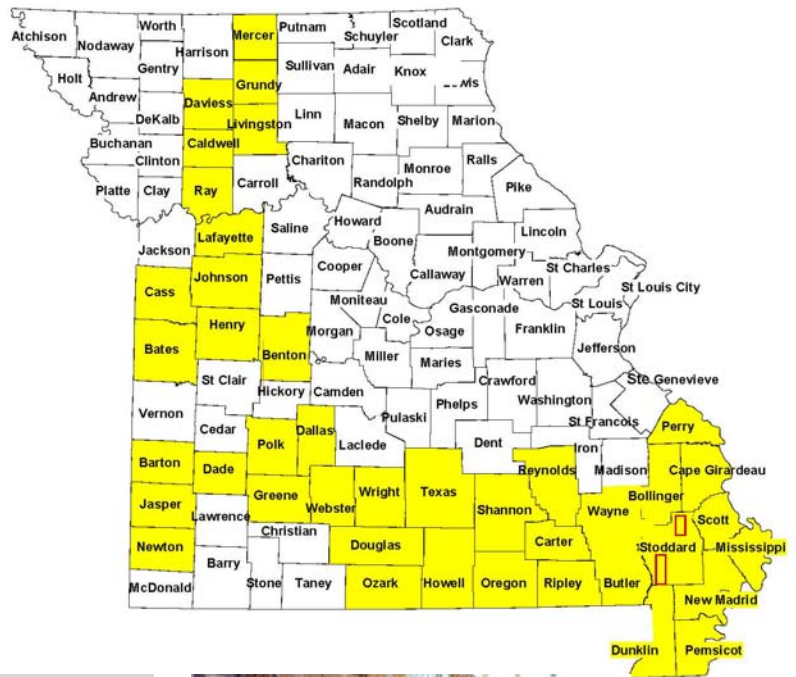 Atchison
Nodaway
Worth
Harrison
Mercer
Putnam
Schuyler
Scotland
Clark
Holt
Gentry
Andrew
DeKalb
Daviess
Grundy
Sullivan
Adair
Knox
Livingston
Linn
Macon
Shelby
Marion
Buchanan
Clinton
Caldwell
Chariton
Monroe
Ralls
Platte
Clay
Ray
Carroll
Randolph
Pike
Audrain
Jackson
Lafayette
Saline
Howard
Boone
Lincoln
Montgomery
Callaway
Warren
St Charles
St Louis City
St Louis
Cass
Johnson
Pettis
Cooper
Moniteau
Cole
Osage
Gasconade
Franklin
Jefferson
Bates
Henry
Benton
Morgan
Miller
Maries
St Clair
Hickory
Camden
Pulaski
Phelps
Crawford
Washington
Ste Genevieve
St Francois
Vernon
Cedar
Polk
Dallas
Laclede
Dent
Iron
Madison
Perry
Barton
Dade
Greene
Webster
Wright
Texas
Shannon
Reynolds
Wayne
Bollinger
Cape Girardeau
Jasper
Lawrence
Christian
Douglas
Carter
Stoddard
Scott
Mississippi
Newton
Barry
Stone
Taney
Ozark
Howell
Oregon
Ripley
Butler
New Madrid
McDonald
Dunklin
Pemsicot